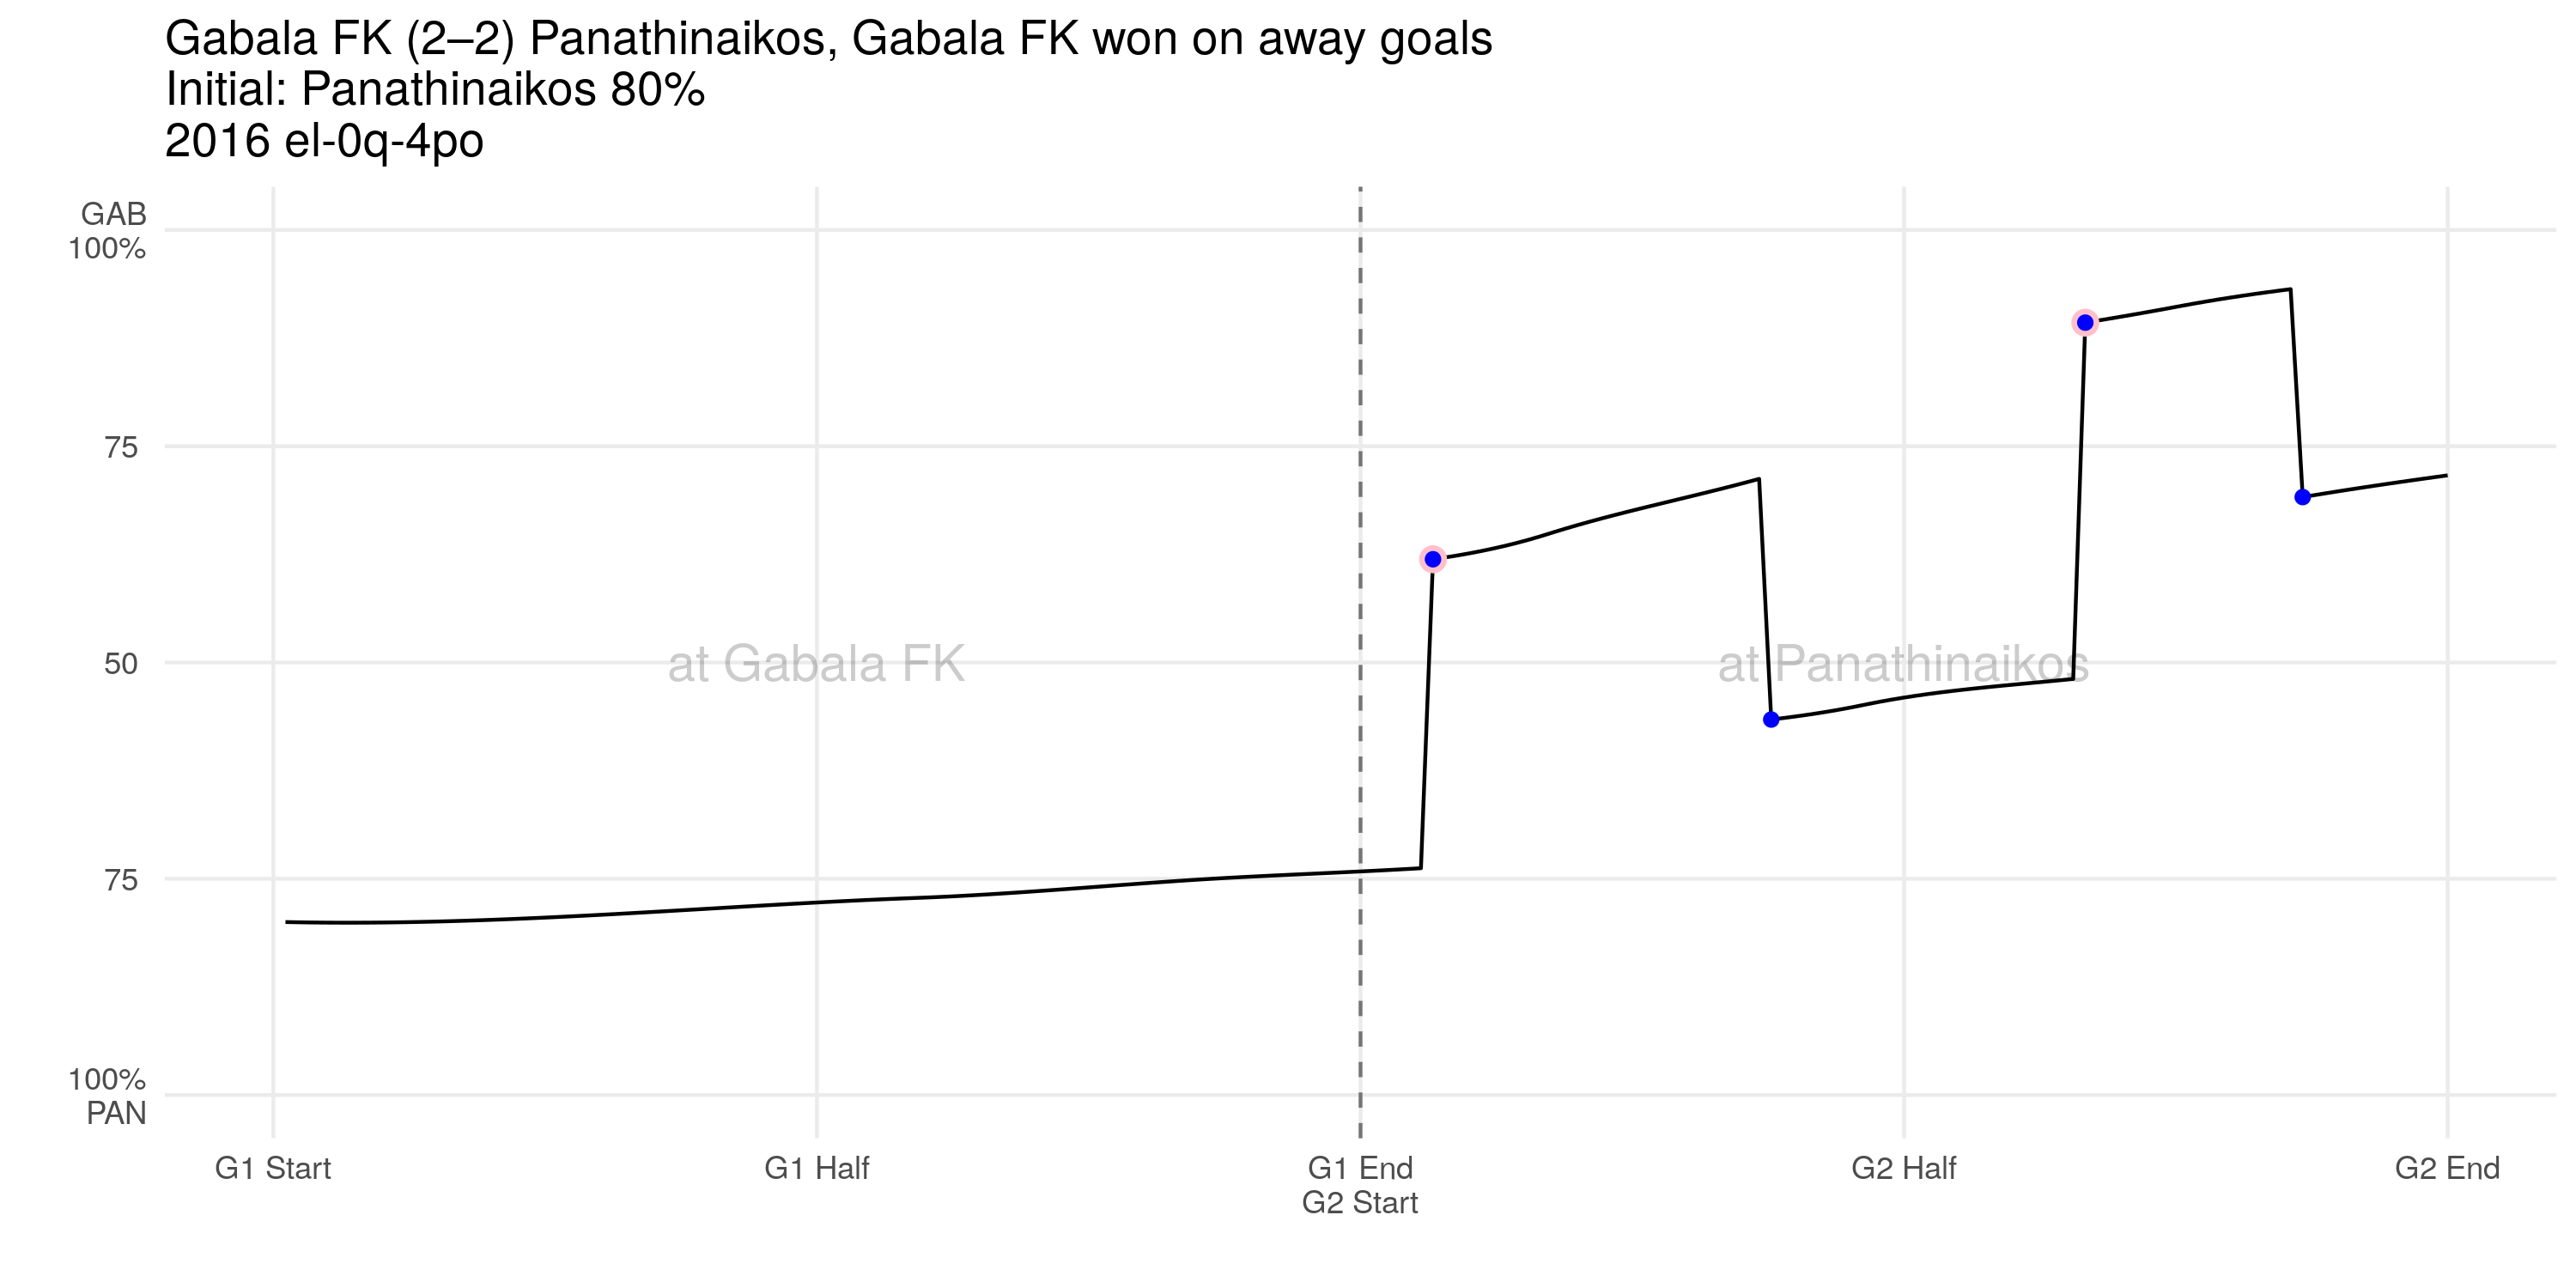 Gabala FK (2–2) Panathinaikos, Gabala FK won on away goals
Initial: Panathinaikos 80%
2016 el-0q-4po
GAB
100%
75
50
75
100%
PAN
at Gabala FK
at Panathinaikos
G1 Start
G1 Half
G1 End
G2 Start
G2 Half
G2 End